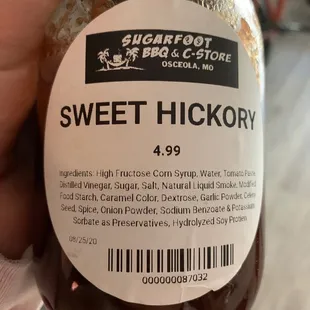 SUGARFOOT
BBQ & C-STORE
OSCEOLA, MO
SWEET HICKORY
4.99
Ingredients: High Fructose Corn Syrup, Water, Tomato Paste,
Distilled Vinegar, Sugar, Salt, Natural Liquid Smoke, Modified
Food Starch, Caramel Color, Dextrose, Garlic Powder, Celery
Seed, Spice, Onion Powder, Sodium Benzoate & Potassium
Sorbate as Preservatives, Hydrolyzed Soy Protien
08/25/20
000000087032